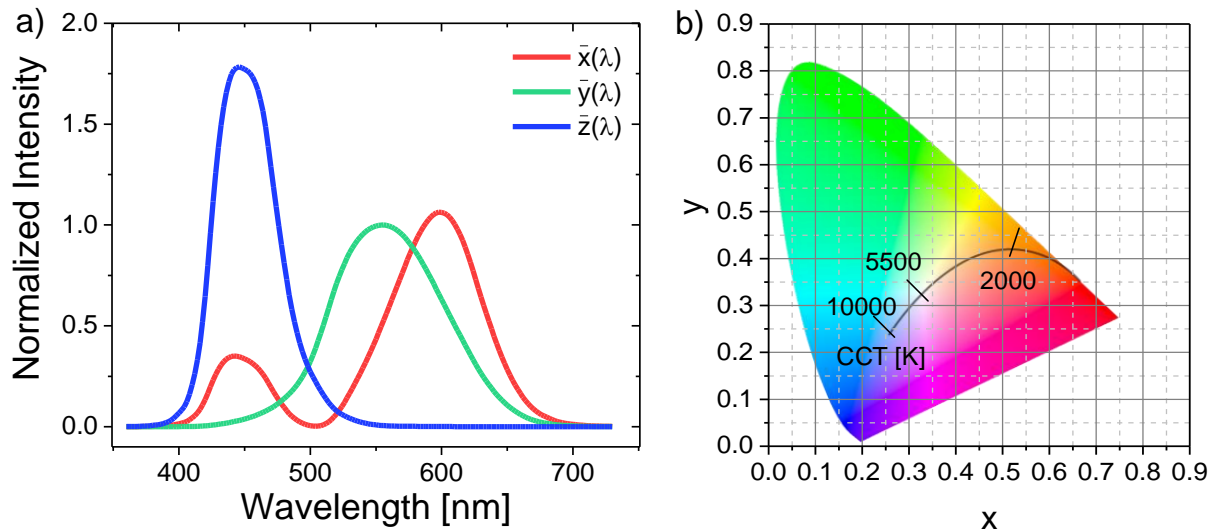 a)
2.0
1.5
1.0
0.5
0.0
Normalized Intensity
x̄(λ)
ȳ(λ)
z̄(λ)
400 500 600 700
Wavelength [nm]
b)
0.9
0.8
0.7
0.6
0.5
0.4
0.3
0.2
0.1
0.0
y
5500
2000
10000
CCT [K]
0.0 0.1 0.2 0.3 0.4 0.5 0.6 0.7 0.8 0.9
x